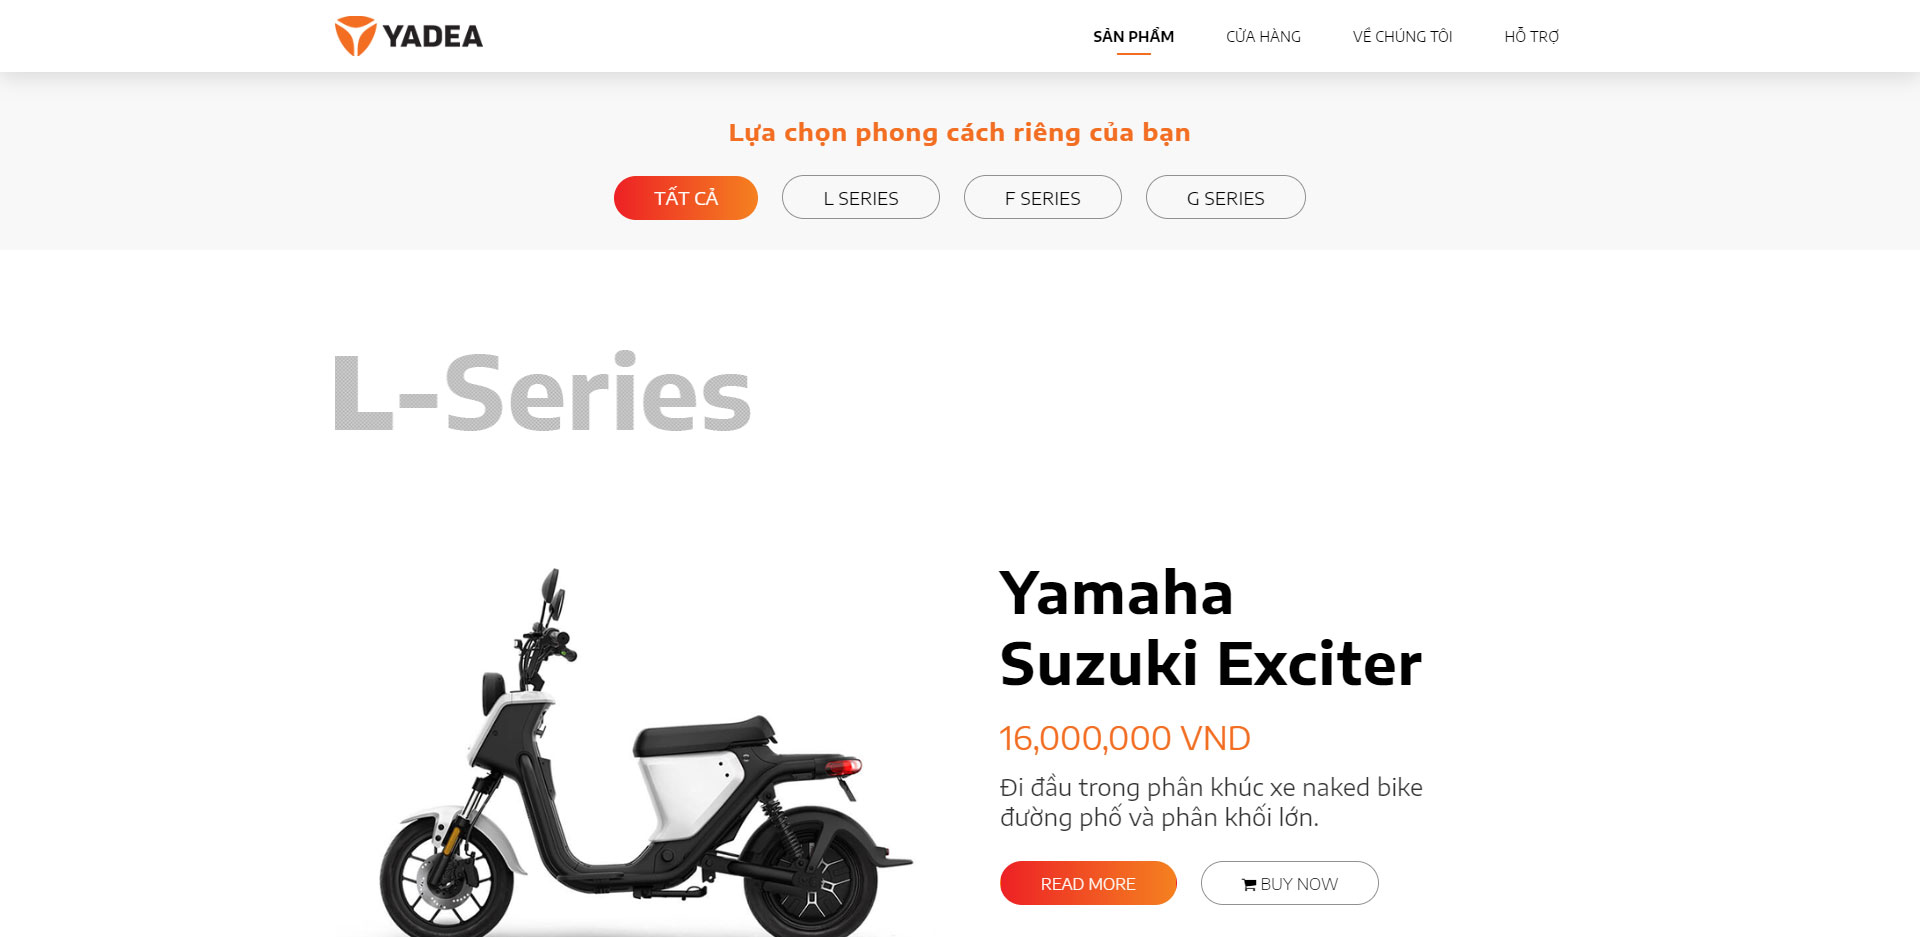 YADEA
SẢN PHẨM
CỬA HÀNG
VỀ CHÚNG TÔI
HỖ TRỢ
Lựa chọn phong cách riêng của bạn
TẤT CẢ
L SERIES
F SERIES
G SERIES
L-Series
Yamaha
Suzuki Exciter
16,000,000 VND
Đi đầu trong phân khúc xe naked bike
đường phố và phân khối lớn.
READ MORE
BUY NOW